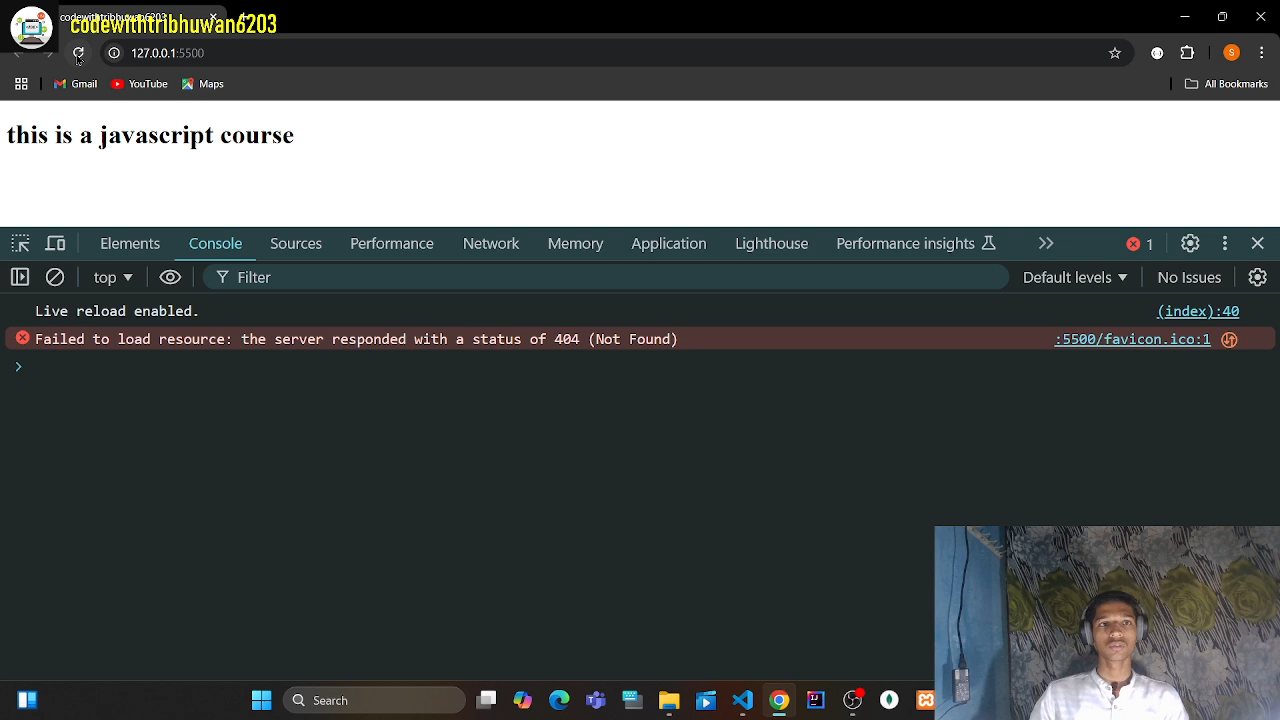 codewithtribhuwan6203
codewithtribhuwan6203
127.0.0.1:5500
S
Gmail YouTube Maps All Bookmarks
this is a javascript course
Elements Console Sources Performance Network Memory Application Lighthouse Performance insights 1
top Filter Default levels No Issues
Live reload enabled. (index):40
Failed to load resource: the server responded with a status of 404 (Not Found) :5500/favicon.ico:1
Search